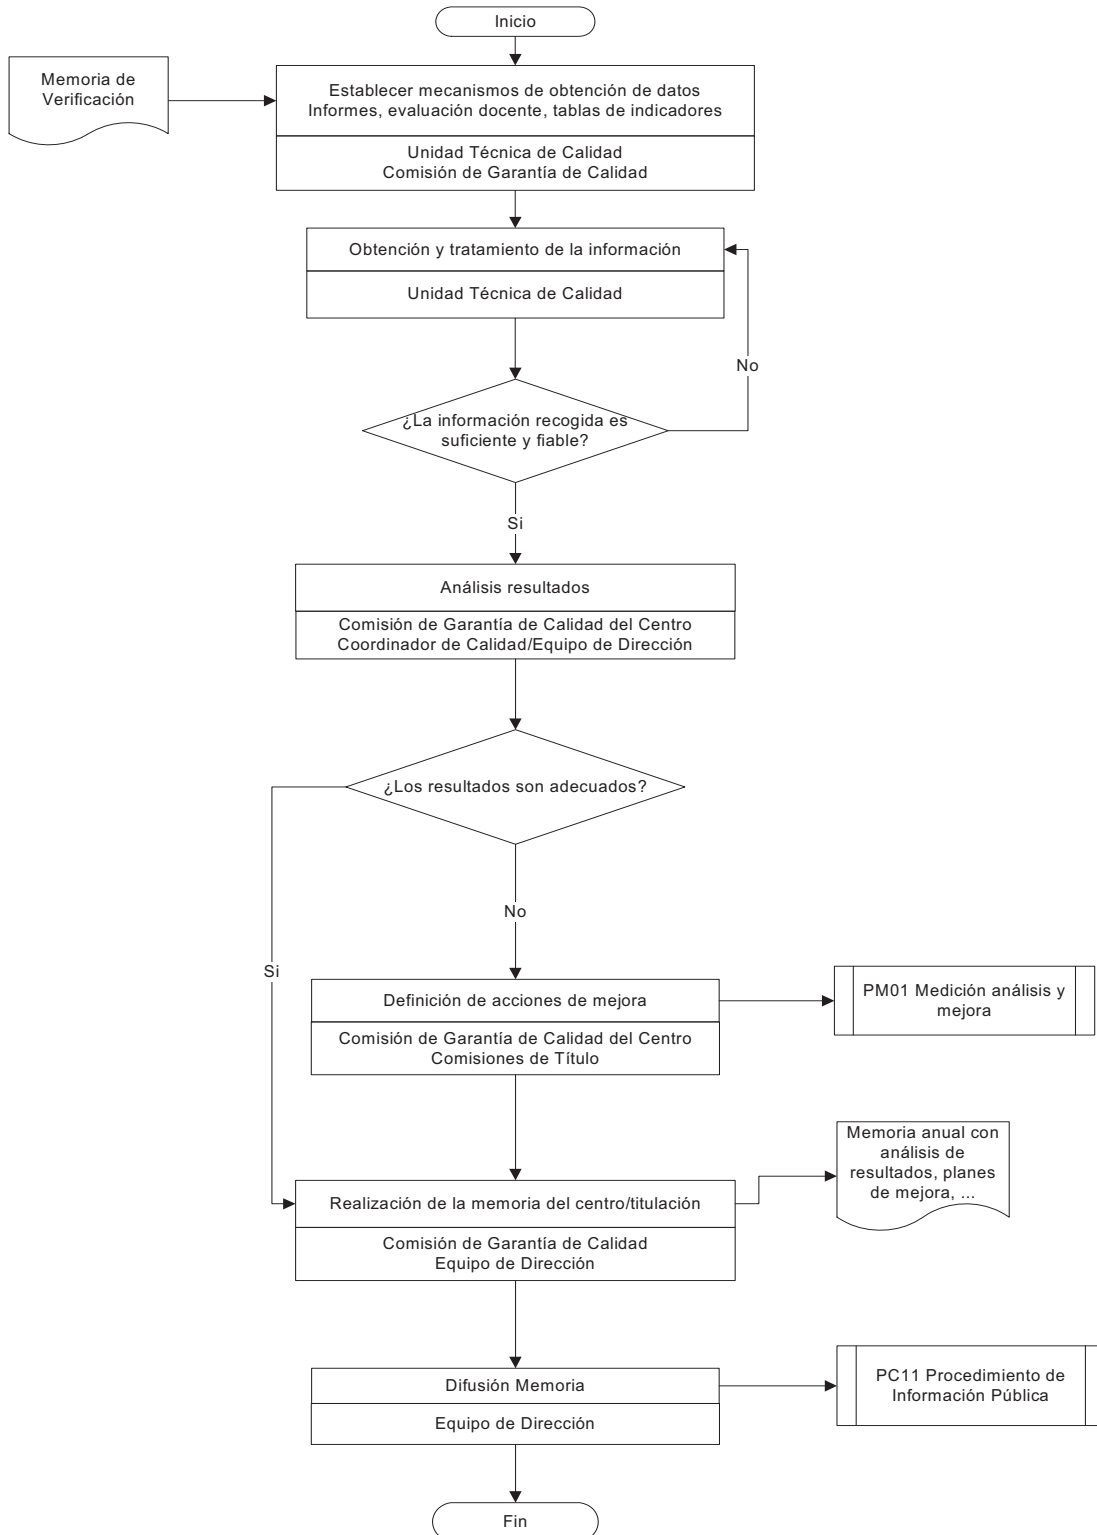 Inicio
Memoria de
Verificación
Establecer mecanismos de obtención de datos
Informes, evaluación docente, tablas de indicadores
Unidad Técnica de Calidad
Comisión de Garantía de Calidad
Obtención y tratamiento de la información
Unidad Técnica de Calidad
No
¿La información recogida es
suficiente y fiable?
Si
Análisis resultados
Comisión de Garantía de Calidad del Centro
Coordinador de Calidad/Equipo de Dirección
¿Los resultados son adecuados?
No
Si
Definición de acciones de mejora
Comisión de Garantía de Calidad del Centro
Comisiones de Título
PM01 Medición análisis y
mejora
Memoria anual con
análisis de
resultados, planes
de mejora, ...
Realización de la memoria del centro/titulación
Comisión de Garantía de Calidad
Equipo de Dirección
Difusión Memoria
Equipo de Dirección
PC11 Procedimiento de
Información Pública
Fin